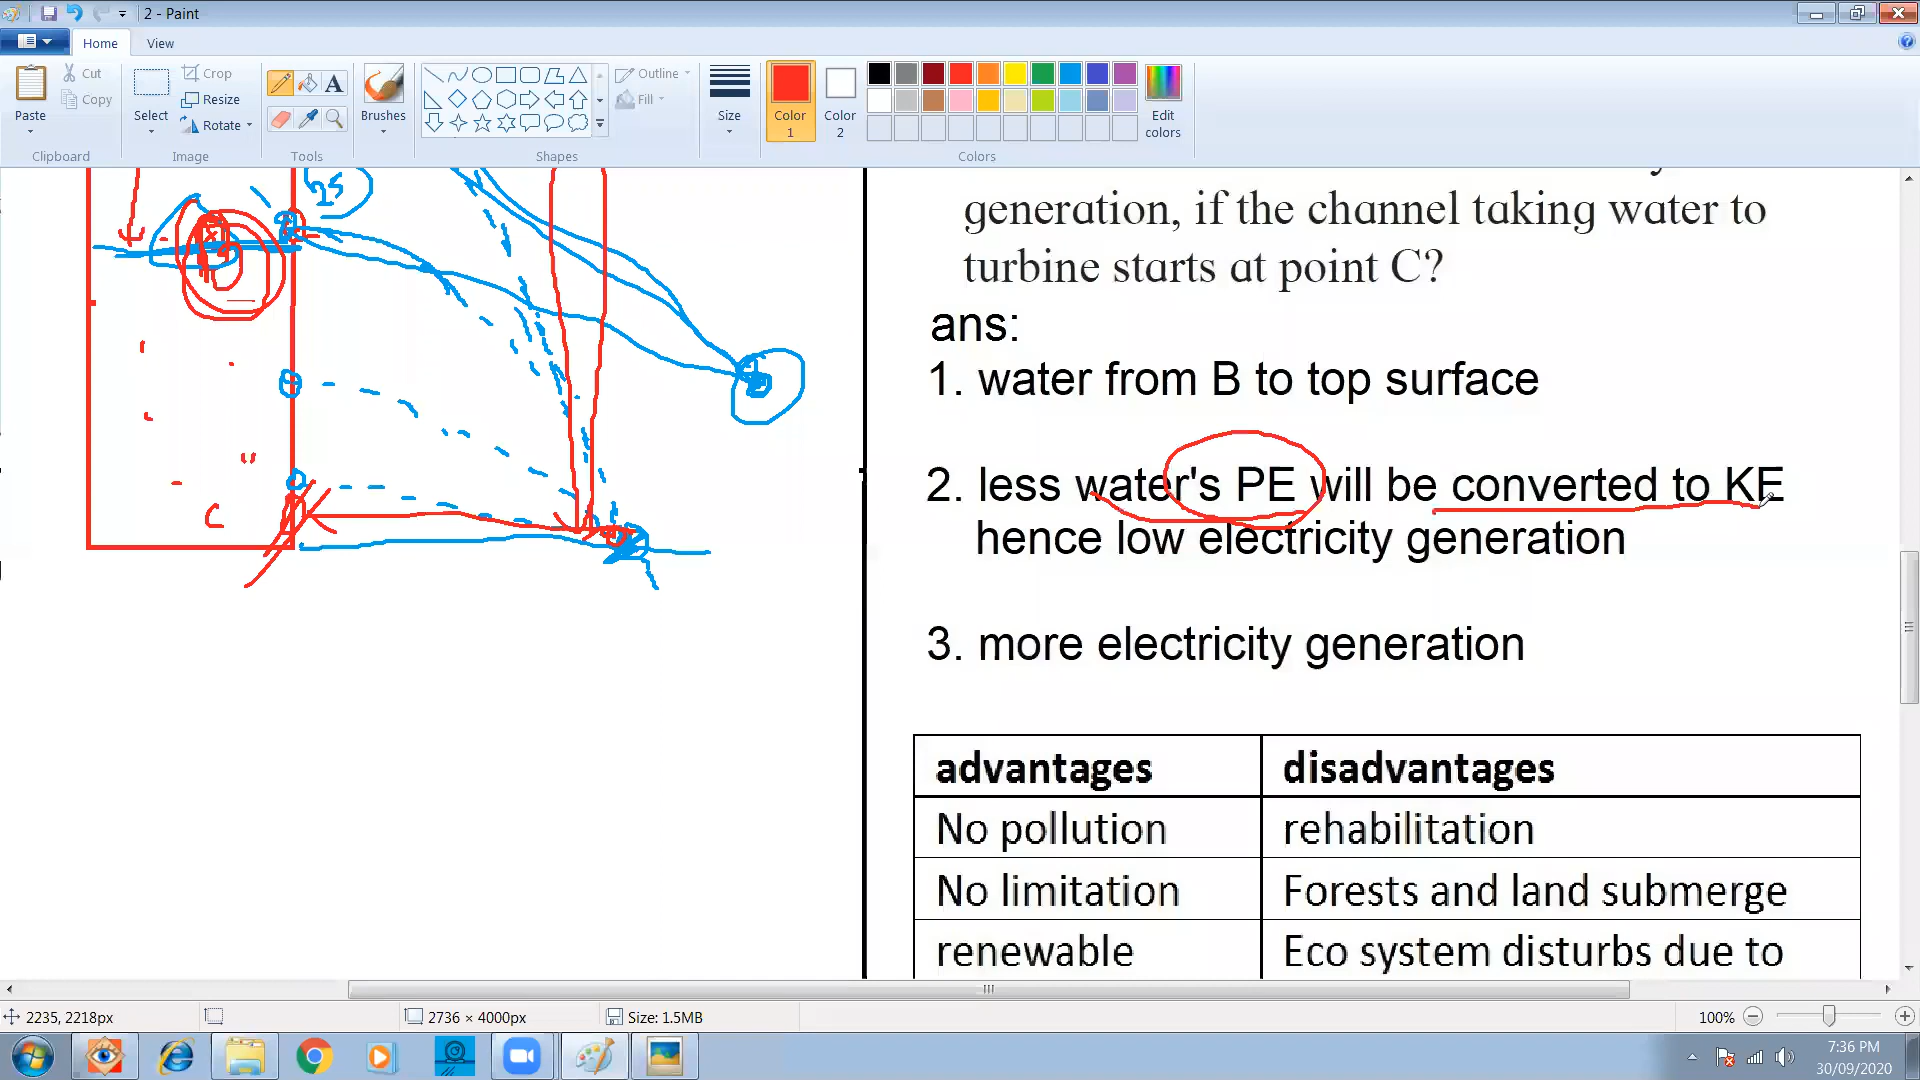 2 - Paint
Home
View
Paste
Cut
Copy
Clipboard
Select
Crop
Resize
Rotate
Image
Tools
Brushes
Shapes
Outline
Fill
Size
Color 1
Color 2
Edit colors
Colors
25
C
generation, if the channel taking water to
turbine starts at point C?
ans:
1. water from B to top surface
2. less water's PE will be converted to KE
hence low electricity generation
3. more electricity generation
advantages disadvantages
No pollution rehabilitation
No limitation Forests and land submerge
renewable Eco system disturbs due to
2235, 2218px
2736 × 4000px
Size: 1.5MB
100%
7:36 PM
30/09/2020